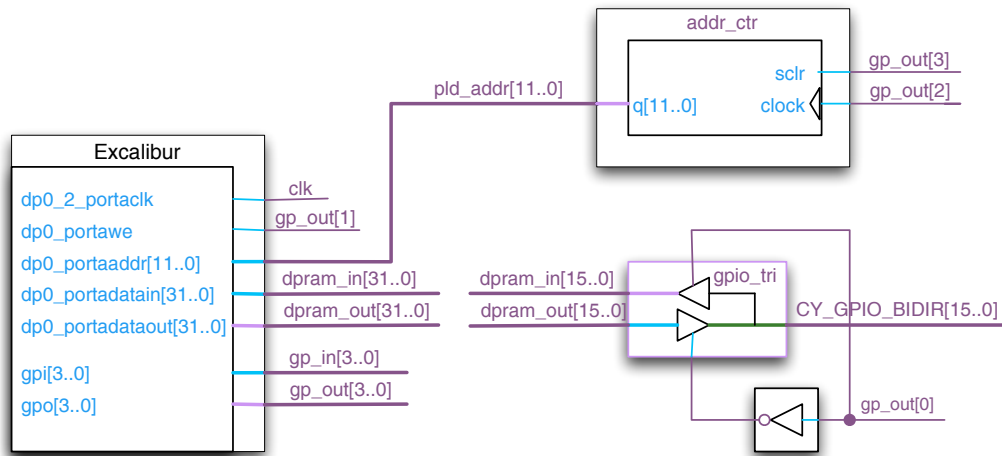 addr_ctr
sclr
gp_out[3]
pld_addr[11..0]
q[11..0]
clock
gp_out[2]
Excalibur
dp0_2_portaclk
clk
dp0_portawe
gp_out[1]
dp0_portaaddr[11..0]
dp0_portadatain[31..0]
dpram_in[31..0]
dpram_in[15..0]
gpio_tri
dp0_portadataout[31..0]
dpram_out[31..0]
dpram_out[15..0]
CY_GPIO_BIDIR[15..0]
gpi[3..0]
gp_in[3..0]
gpo[3..0]
gp_out[3..0]
gp_out[0]